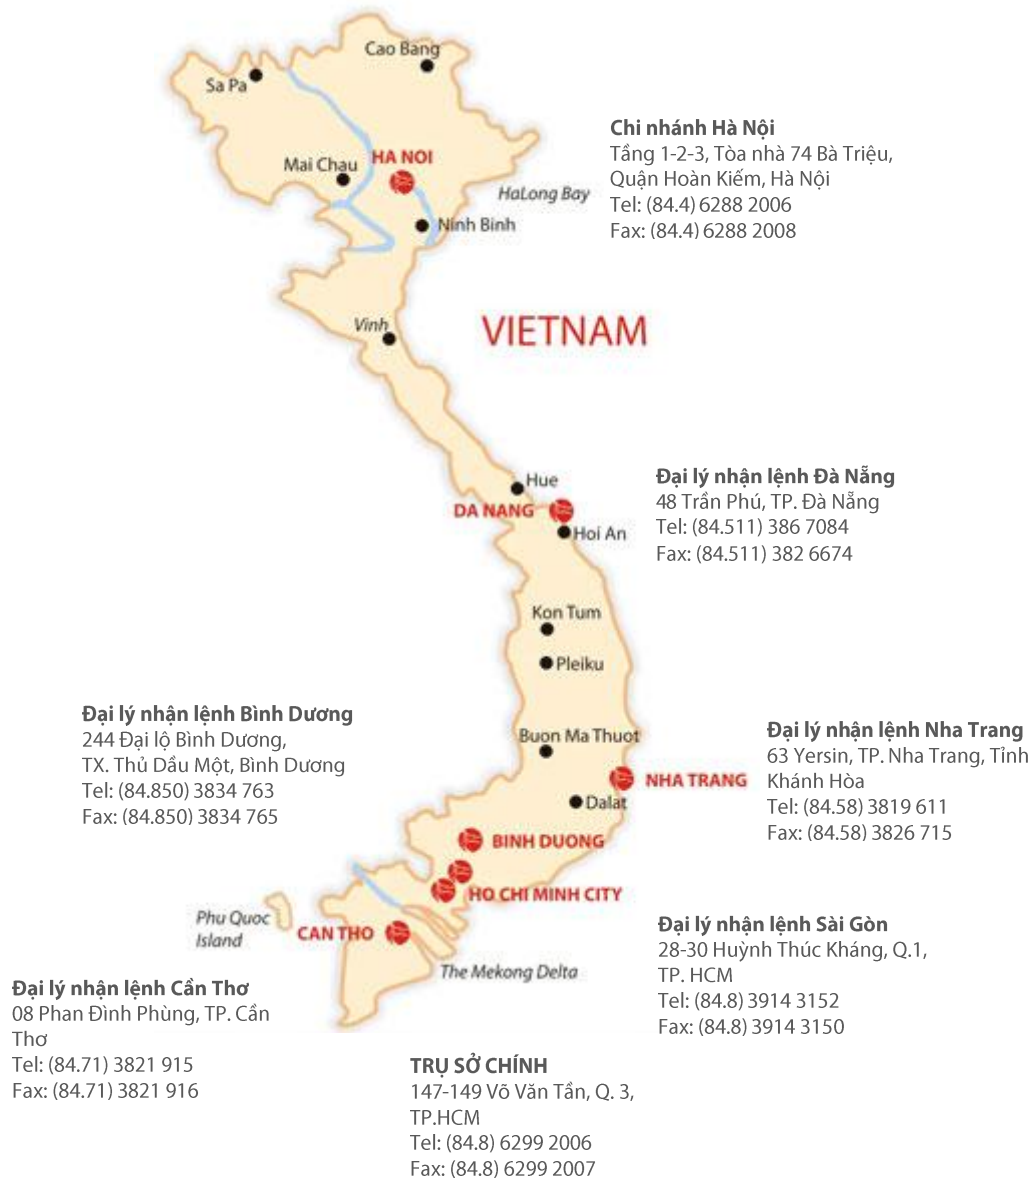 Cao Bang
Sa Pa
Chi nhánh Hà Nội
Tầng 1-2-3, Tòa nhà 74 Bà Triệu,
Quận Hoàn Kiếm, Hà Nội
Tel: (84.4) 6288 2006
Fax: (84.4) 6288 2008
HA NOI
Mai Chau
HaLong Bay
Ninh Binh
Vinh
VIETNAM
Hue
DA NANG
Hoi An
Đại lý nhận lệnh Đà Nẵng
48 Trần Phú, TP. Đà Nẵng
Tel: (84.511) 386 7084
Fax: (84.511) 382 6674
Kon Tum
Pleiku
Đại lý nhận lệnh Bình Dương
244 Đại lộ Bình Dương,
TX. Thủ Dầu Một, Bình Dương
Tel: (84.850) 3834 763
Fax: (84.850) 3834 765
Buon Ma Thuot
Đại lý nhận lệnh Nha Trang
63 Yersin, TP. Nha Trang, Tỉnh
Khánh Hòa
Tel: (84.58) 3819 611
Fax: (84.58) 3826 715
NHA TRANG
Dalat
BINH DUONG
HO CHI MINH CITY
Phu Quoc
Island
CAN THO
The Mekong Delta
Đại lý nhận lệnh Sài Gòn
28-30 Huỳnh Thúc Kháng, Q.1,
TP. HCM
Tel: (84.8) 3914 3152
Fax: (84.8) 3914 3150
Đại lý nhận lệnh Cần Thơ
08 Phan Đình Phùng, TP. Cần
Thơ
Tel: (84.71) 3821 915
Fax: (84.71) 3821 916
TRỤ SỞ CHÍNH
147-149 Võ Văn Tần, Q. 3,
TP.HCM
Tel: (84.8) 6299 2006
Fax: (84.8) 6299 2007